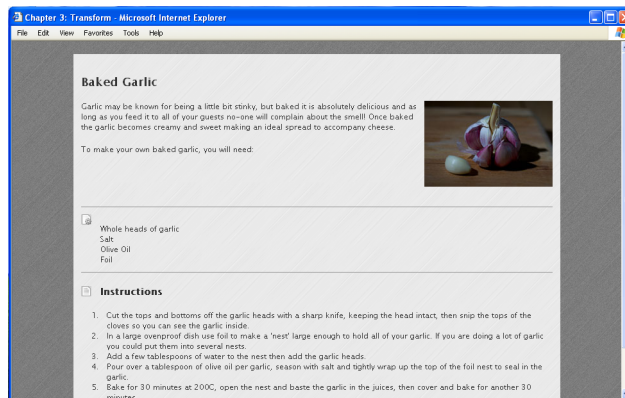 Chapter 3: Transform - Microsoft Internet Explorer
File Edit View Favorites Tools Help
Baked Garlic
Garlic may be known for being a little bit stinky, but baked it is absolutely delicious and as
long as you feed it to all of your guests no-one will complain about the smell! Once baked
the garlic becomes creamy and sweet making an ideal spread to accompany cheese.
To make your own baked garlic, you will need:
Whole heads of garlic
Salt
Olive Oil
Foil
Instructions
1. Cut the tops and bottoms off the garlic heads with a sharp knife, keeping the head intact, then snip the tops of the
cloves so you can see the garlic inside.
2. In a large ovenproof dish use foil to make a 'nest' large enough to hold all of your garlic. If you are doing a lot of garlic
you could put them into several nests.
3. Add a few tablespoons of water to the nest then add the garlic heads.
4. Pour over a tablespoon of olive oil per garlic, season with salt and tightly wrap up the top of the foil nest to seal in the
garlic.
5. Bake for 30 minutes at 200C, open the nest and baste the garlic in the juices, then cover and bake for another 30
minutes